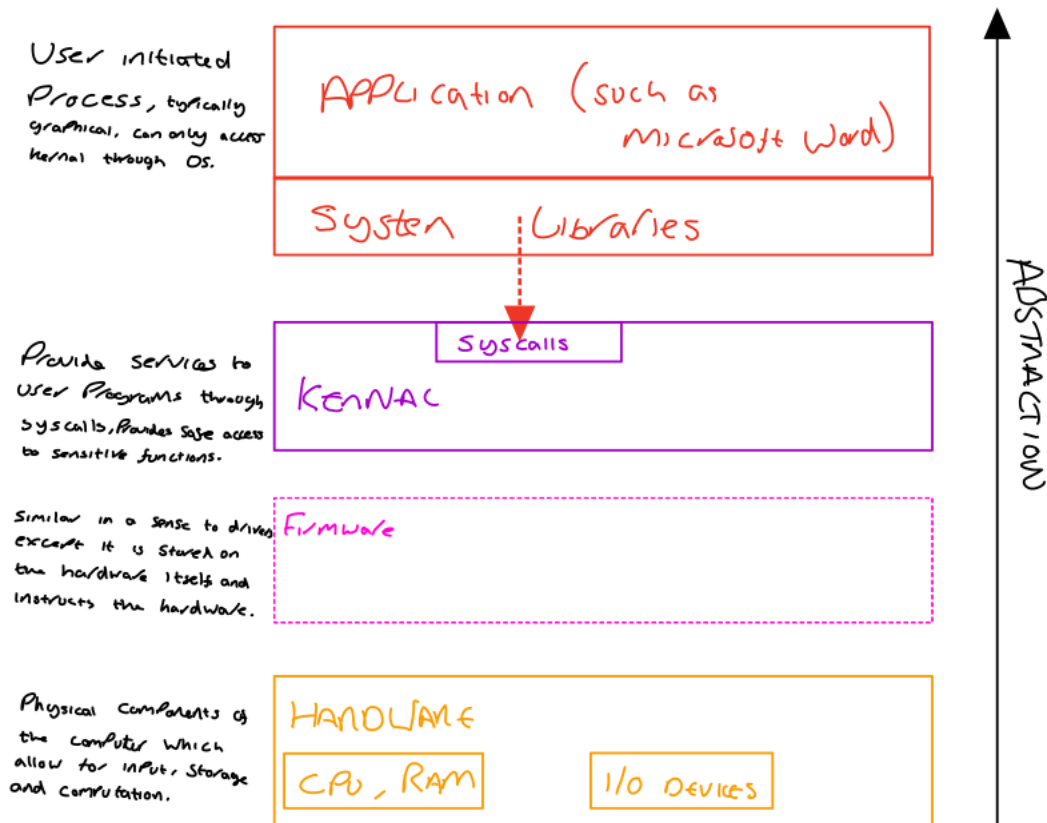 User initiated
Process, typically
graphical, can only access
kernal through OS.
APPLication (such as
Microsoft Word)
System Libraries
Provide services to
user Programs through
syscalls, Provides safe access
to sensitive functions.
Syscalls
KERNAL
Similar in a sense to drivers
except it is stored on
the hardware itself and
instructs the hardware.
Firmware
Physical components of
the computer which
allow for input, storage
and computation.
HARDWARE
CPU, RAM
I/O DEVICES
ABSTRACTION